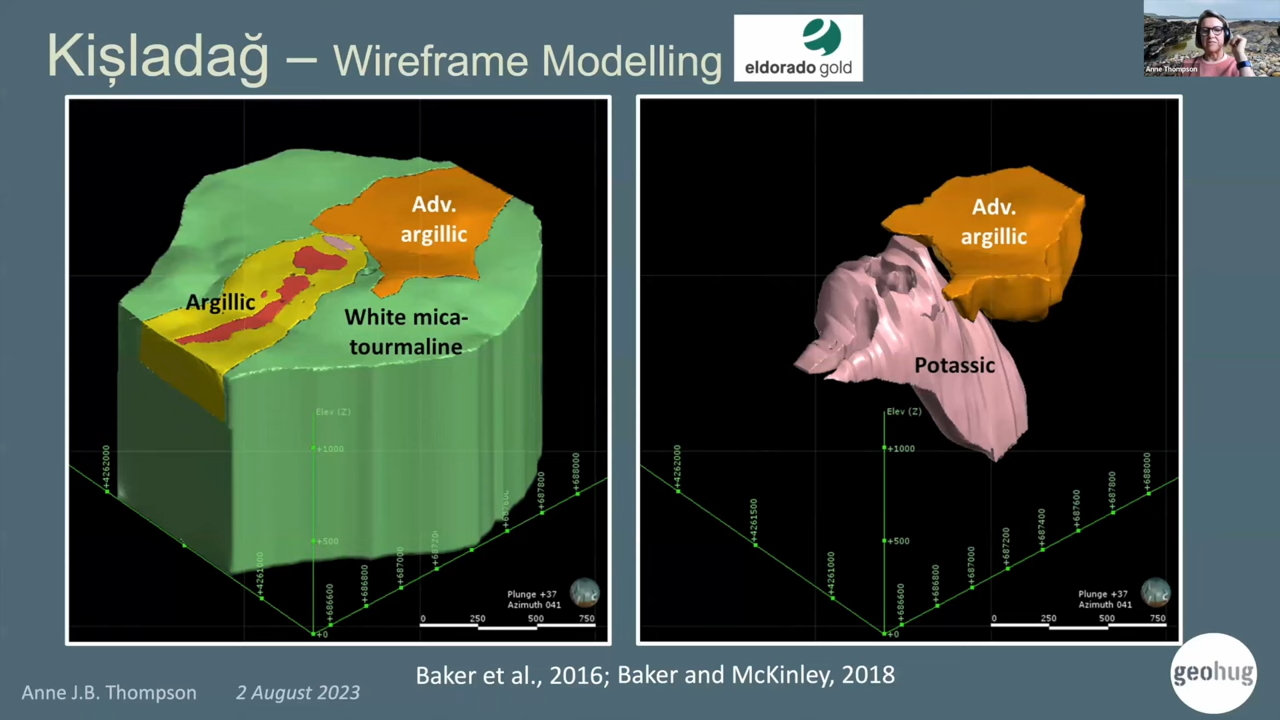 Kișladağ – Wireframe Modelling
eldorado gold
Anne Thompson
Adv.
argillic
Argillic
White mica-
tourmaline
Elev (Z)
+1000
+500
+0
+4262000
+4261000
+686600
+686800
+687000
+687800
+688000
Plunge +37
Azimuth 041
0 250 500 750
Adv.
argillic
Potassic
Elev (Z)
+1000
+500
+0
+4262000
+4261500
+4261000
+686600
+686800
+687000
+687200
+687400
+687600
+687800
+688000
Plunge +37
Azimuth 041
0 250 500 750
Baker et al., 2016; Baker and McKinley, 2018
Anne J.B. Thompson 2 August 2023
geohug